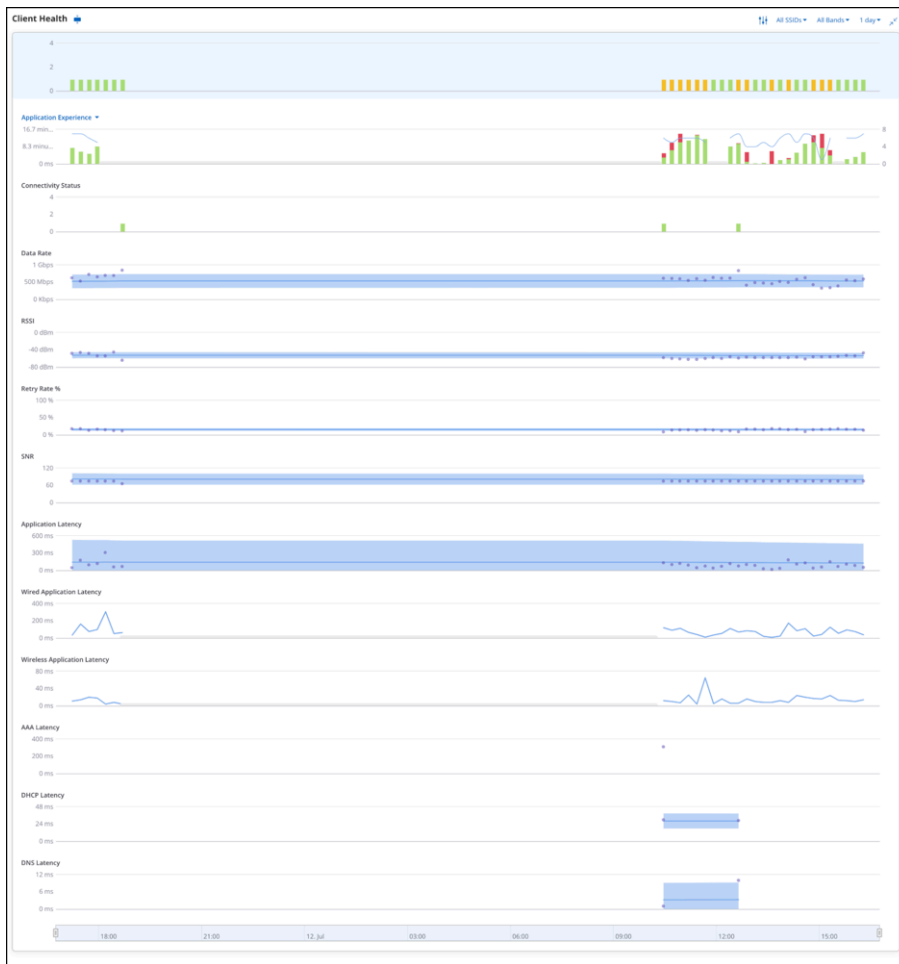 Client Health
All SSIDs All Bands 1 day
4
2
0
Application Experience
16.7 min... 8
8.3 minu... 4
0 ms 0
Connectivity Status
4
2
0
Data Rate
1 Gbps
500 Mbps
0 Kbps
RSSI
0 dBm
-40 dBm
-80 dBm
Retry Rate %
100 %
50 %
0 %
SNR
120
60
0
Application Latency
600 ms
300 ms
0 ms
Wired Application Latency
400 ms
200 ms
0 ms
Wireless Application Latency
80 ms
40 ms
0 ms
AAA Latency
400 ms
200 ms
0 ms
DHCP Latency
48 ms
24 ms
0 ms
DNS Latency
12 ms
6 ms
0 ms
18:00 21:00 12. Jul 03:00 06:00 09:00 12:00 15:00